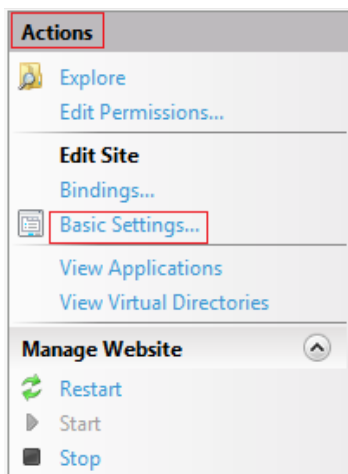 Actions
Explore
Edit Permissions...
Edit Site
Bindings...
Basic Settings...
View Applications
View Virtual Directories
Manage Website
Restart
Start
Stop